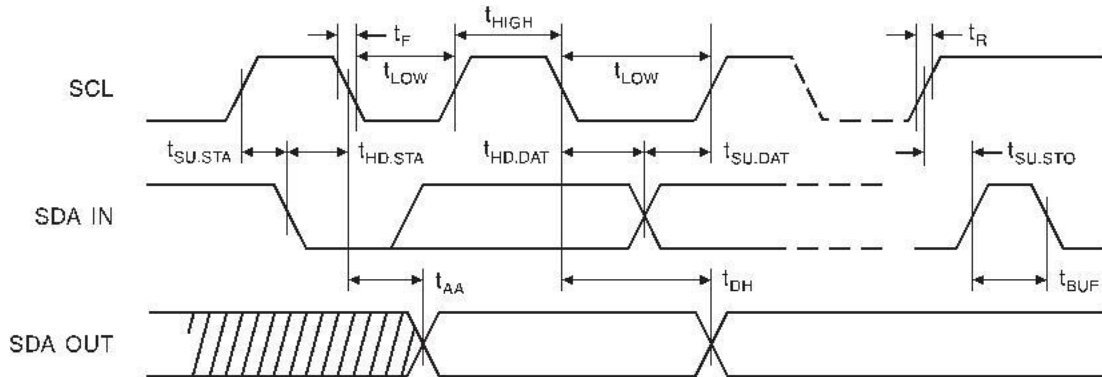 tHIGH
tF
tR
tLOW
tLOW
SCL
tSU.STA
tHD.STA
tHD.DAT
tSU.DAT
tSU.STO
SDA IN
tAA
tDH
tBUF
SDA OUT